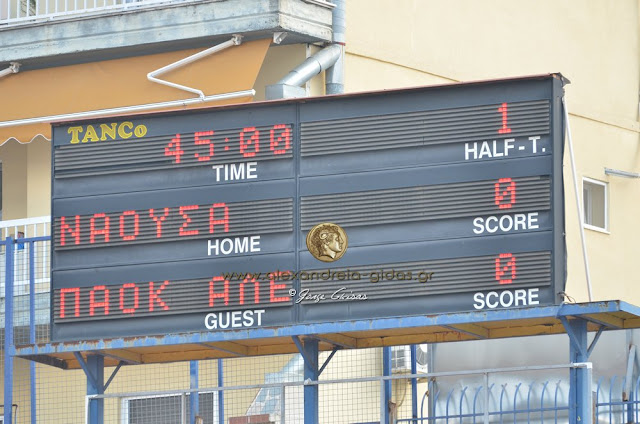 TANCo
45:00 1
TIME HALF-T.
ΝΑΟΥΣΑ 0
HOME SCORE
www.alexandreia-gidas.gr
ΠΑΟΚ ΑΛΕ 0
GUEST SCORE